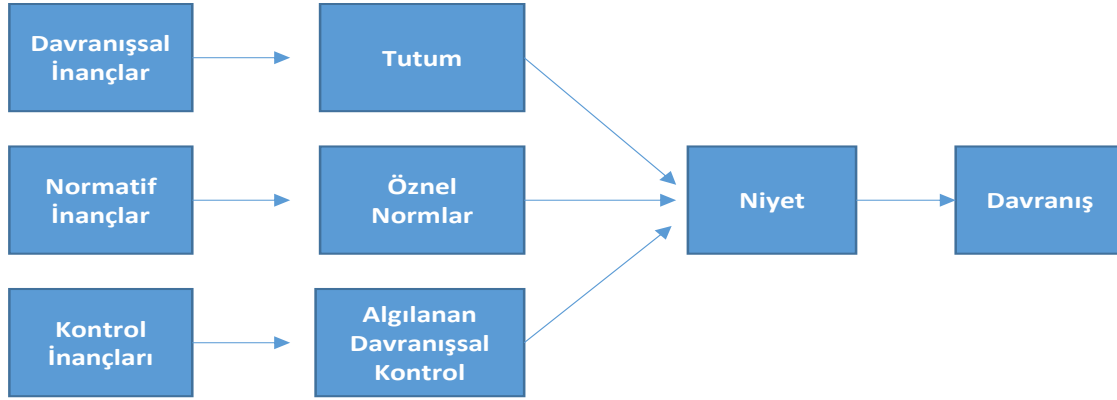 Davranışsal
İnançlar
Tutum
Normatif
İnançlar
Öznel
Normlar
Niyet
Davranış
Kontrol
İnançları
Algılanan
Davranışsal
Kontrol